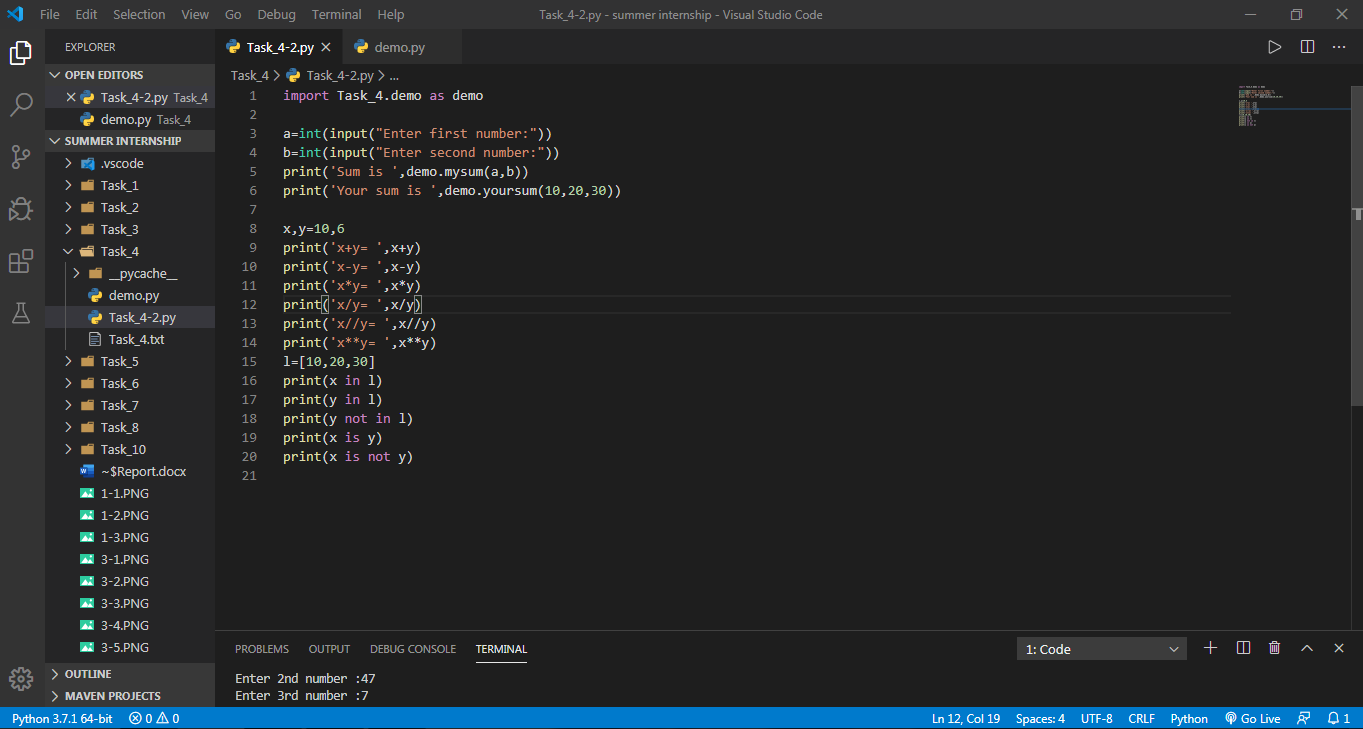 File Edit Selection View Go Debug Terminal Help Task_4-2.py - summer internship - Visual Studio Code
EXPLORER
OPEN EDITORS
Task_4-2.py Task_4
demo.py Task_4
SUMMER INTERNSHIP
.vscode
Task_1
Task_2
Task_3
Task_4
__pycache__
demo.py
Task_4-2.py
Task_4.txt
Task_5
Task_6
Task_7
Task_8
Task_10
~$Report.docx
1-1.PNG
1-2.PNG
1-3.PNG
3-1.PNG
3-2.PNG
3-3.PNG
3-4.PNG
3-5.PNG
OUTLINE
MAVEN PROJECTS
Task_4-2.py demo.py
Task_4 > Task_4-2.py > ...
1 import Task_4.demo as demo
2
3 a=int(input("Enter first number:"))
4 b=int(input("Enter second number:"))
5 print('Sum is ',demo.mysum(a,b))
6 print('Your sum is ',demo.yoursum(10,20,30))
7
8 x,y=10,6
9 print('x+y= ',x+y)
10 print('x-y= ',x-y)
11 print('x*y= ',x*y)
12 print('x/y= ',x/y)
13 print('x//y= ',x//y)
14 print('x**y= ',x**y)
15 l=[10,20,30]
16 print(x in l)
17 print(y in l)
18 print(y not in l)
19 print(x is y)
20 print(x is not y)
21
PROBLEMS OUTPUT DEBUG CONSOLE TERMINAL 1: Code
Enter 2nd number :47
Enter 3rd number :7
Python 3.7.1 64-bit 0 0 Ln 12, Col 19 Spaces: 4 UTF-8 CRLF Python Go Live 1